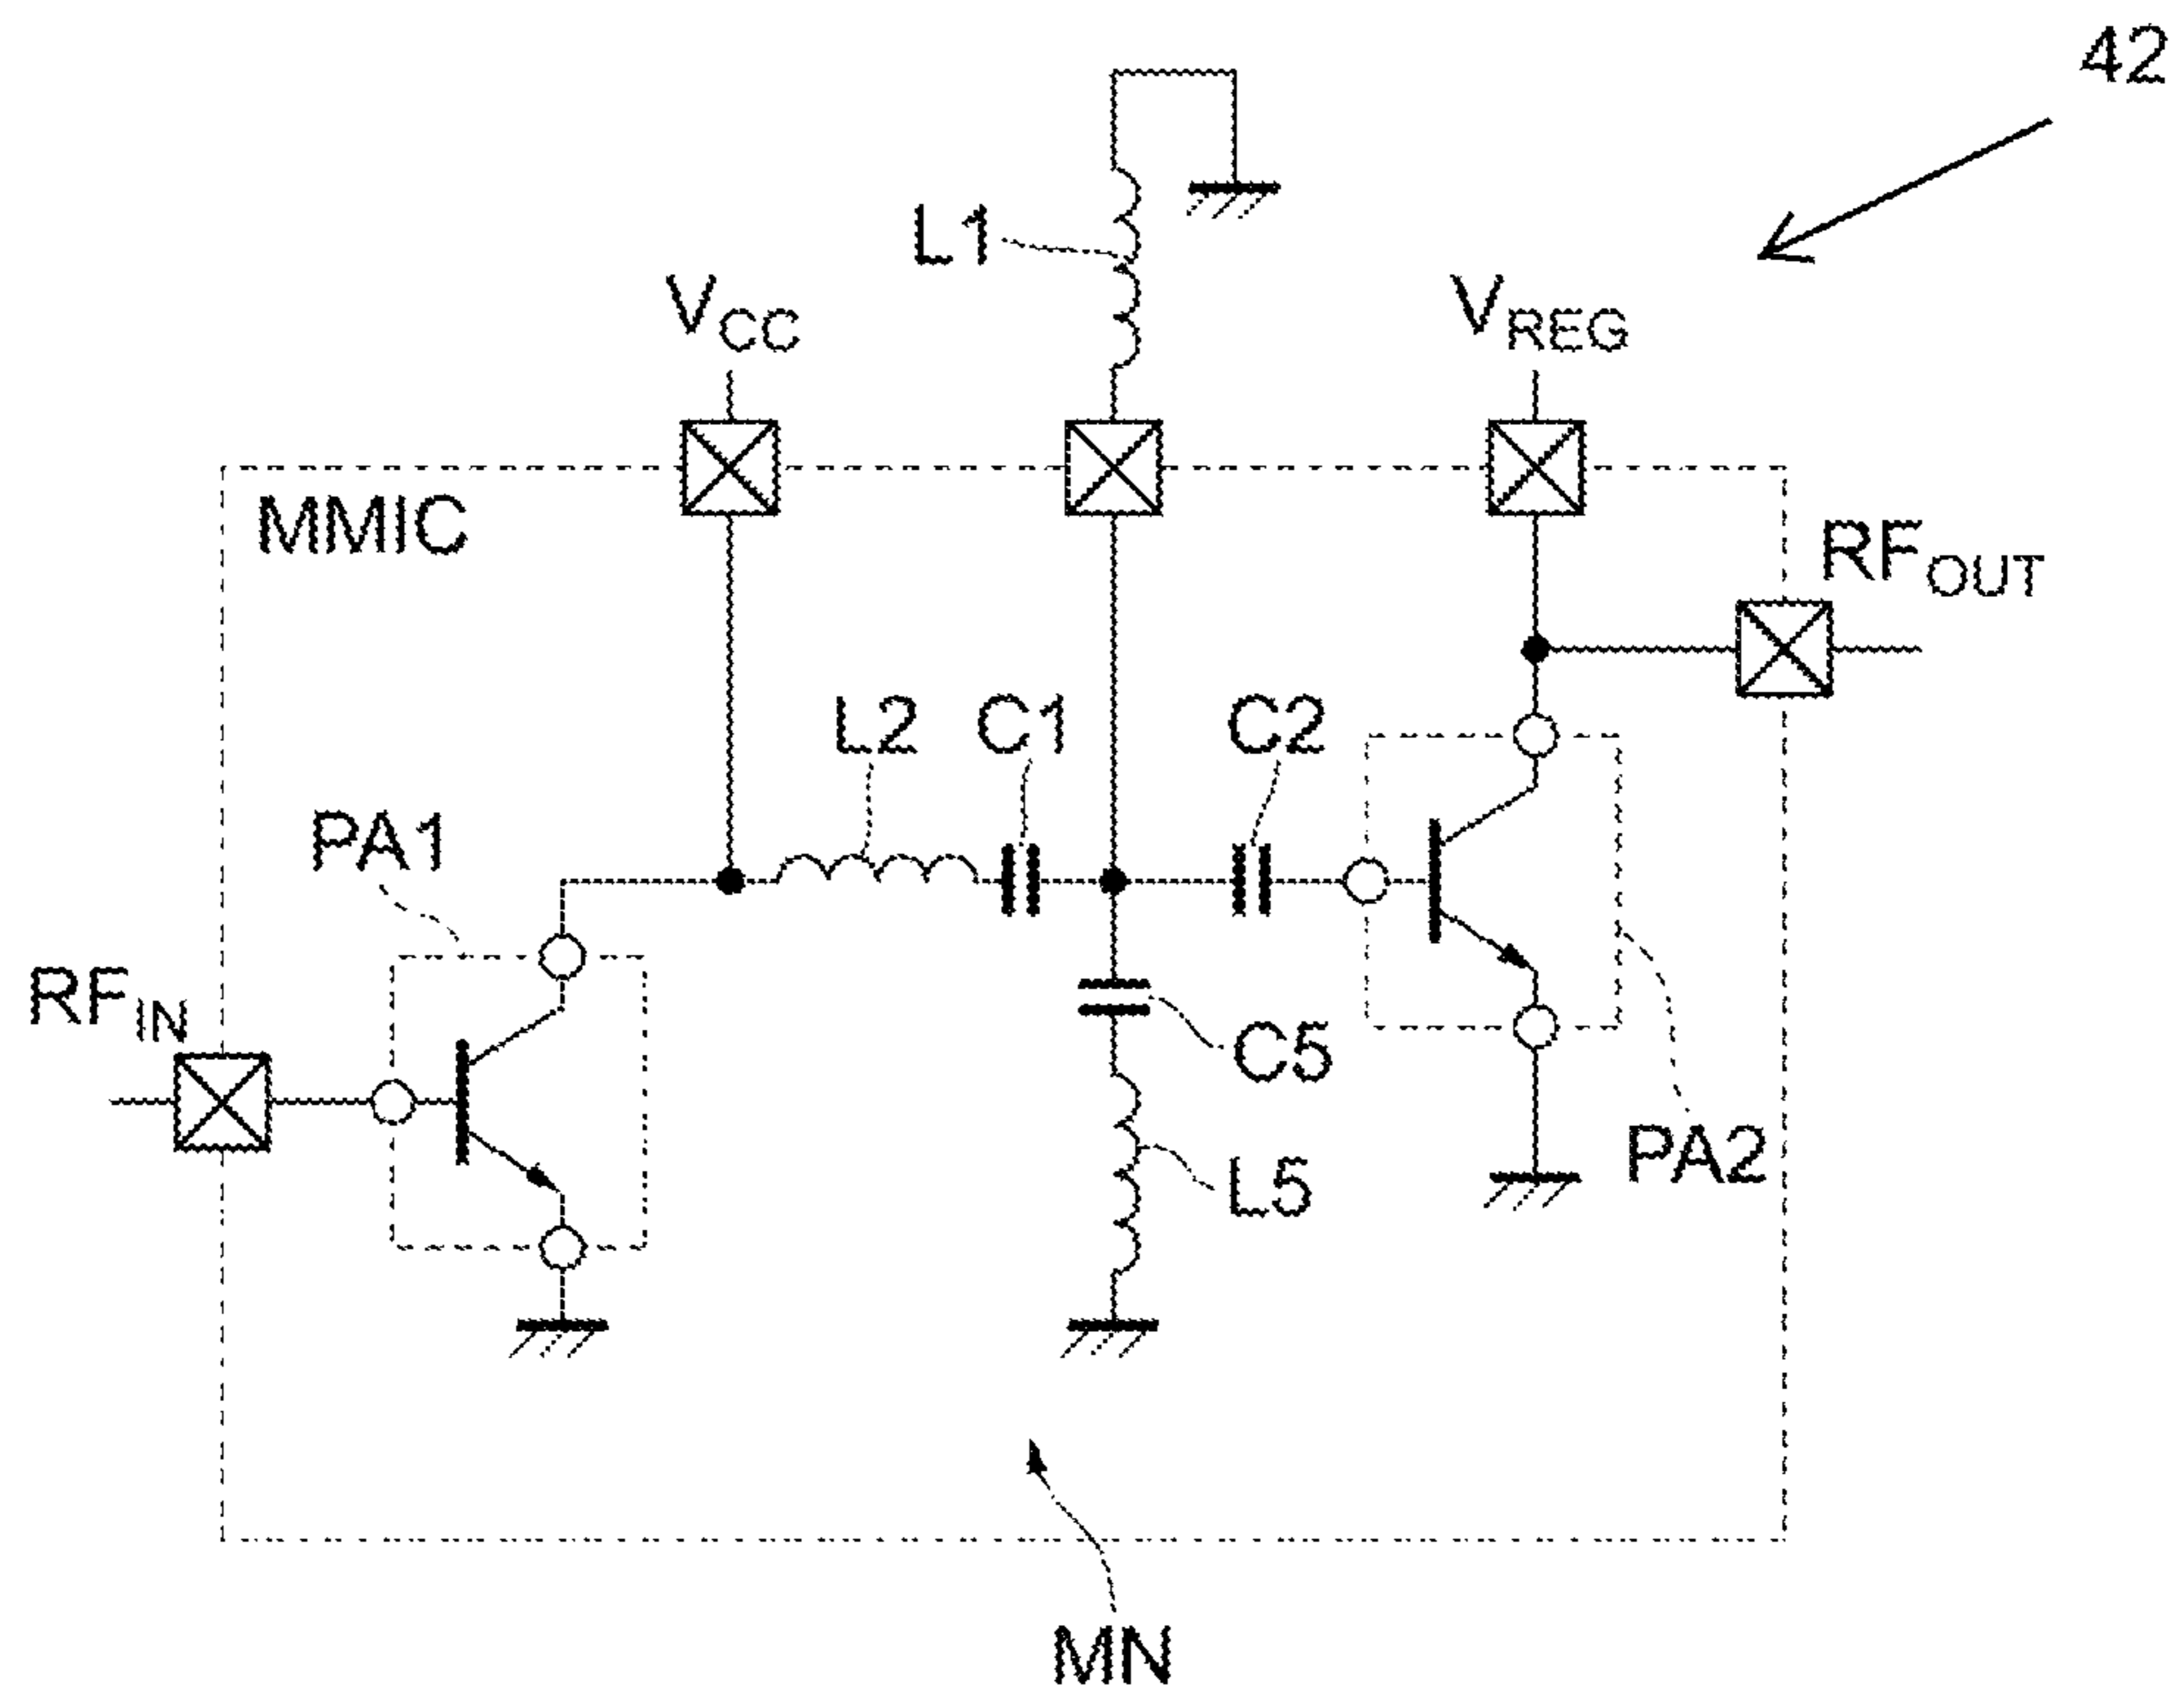 42
L1
VCC
VREG
MMIC
RFOUT
L2
C1
C2
PA1
RFIN
C5
PA2
L5
MN